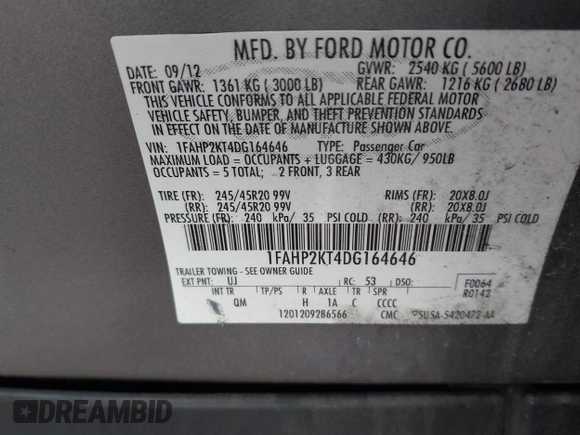 MFD. BY FORD MOTOR CO.
DATE: 09/12 GVWR: 2540 KG ( 5600 LB)
FRONT GAWR: 1361 KG ( 3000 LB) REAR GAWR: 1216 KG ( 2680 LB)
THIS VEHICLE CONFORMS TO ALL APPLICABLE FEDERAL MOTOR
VEHICLE SAFETY, BUMPER, AND THEFT PREVENTION STANDARDS
IN EFFECT ON THE DATE OF MANUFACTURE SHOWN ABOVE.
VIN: 1FAHP2KT4DG164646 TYPE: Passenger Car
MAXIMUM LOAD = OCCUPANTS + LUGGAGE = 430KG/ 950LB
OCCUPANTS = 5 TOTAL; 2 FRONT, 3 REAR
TIRE (FR): 245/45R20 99V RIMS (FR): 20X8.0J
(RR): 245/45R20 99V (RR): 20X8.0J
PRESSURE (FR): 240 kPa/ 35 PSI COLD (RR): 240 kPa/ 35 PSI COLD
1FAHP2KT4DG164646
TRAILER TOWING - SEE OWNER GUIDE
EXT PNT: UJ RC: 53 DSO: F0064
INT TR TP/PS R AXLE TR SPR R0142
QM H 1A C CCCC
1201209286566 CMC SU5A-5420472-AA
DREAMBID